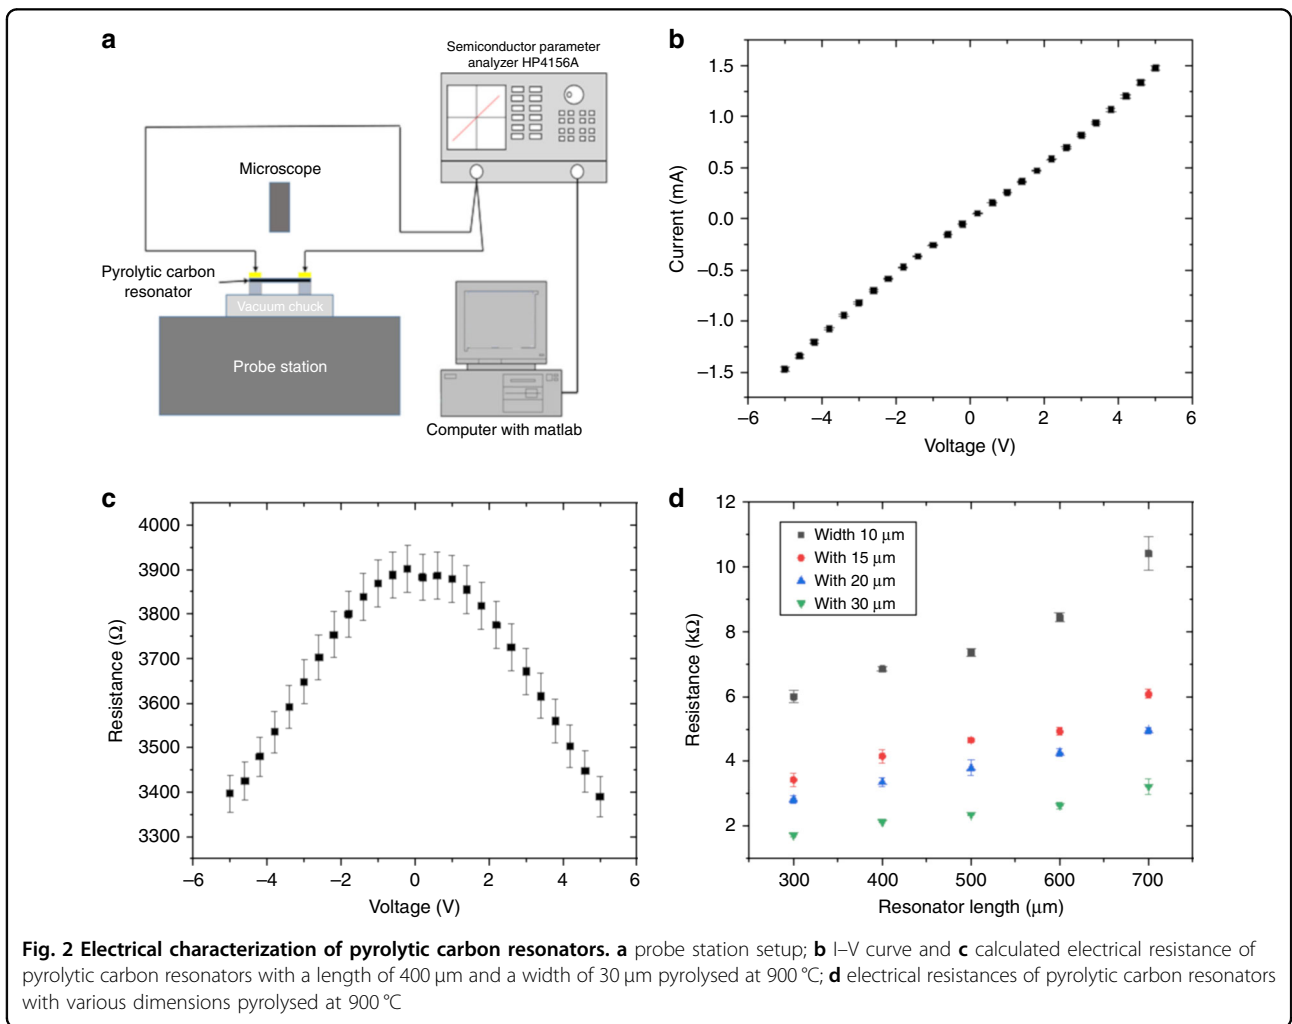 a
Semiconductor parameter
analyzer HP4156A
Microscope
Pyrolytic carbon
resonator
Vacuum chuck
Probe station
Computer with matlab
b
Current (mA)
1.5
1.0
0.5
0.0
–0.5
–1.0
–1.5
–6 –4 –2 0 2 4 6
Voltage (V)
c
Resistance (Ω)
4000
3900
3800
3700
3600
3500
3400
3300
–6 –4 –2 0 2 4 6
Voltage (V)
d
Resistance (kΩ)
12
10
8
6
4
2
Width 10 μm
With 15 μm
With 20 μm
With 30 μm
300 400 500 600 700
Resonator length (μm)
Fig. 2 Electrical characterization of pyrolytic carbon resonators. a probe station setup; b I–V curve and c calculated electrical resistance of
pyrolytic carbon resonators with a length of 400 μm and a width of 30 μm pyrolysed at 900 °C; d electrical resistances of pyrolytic carbon resonators
with various dimensions pyrolysed at 900 °C